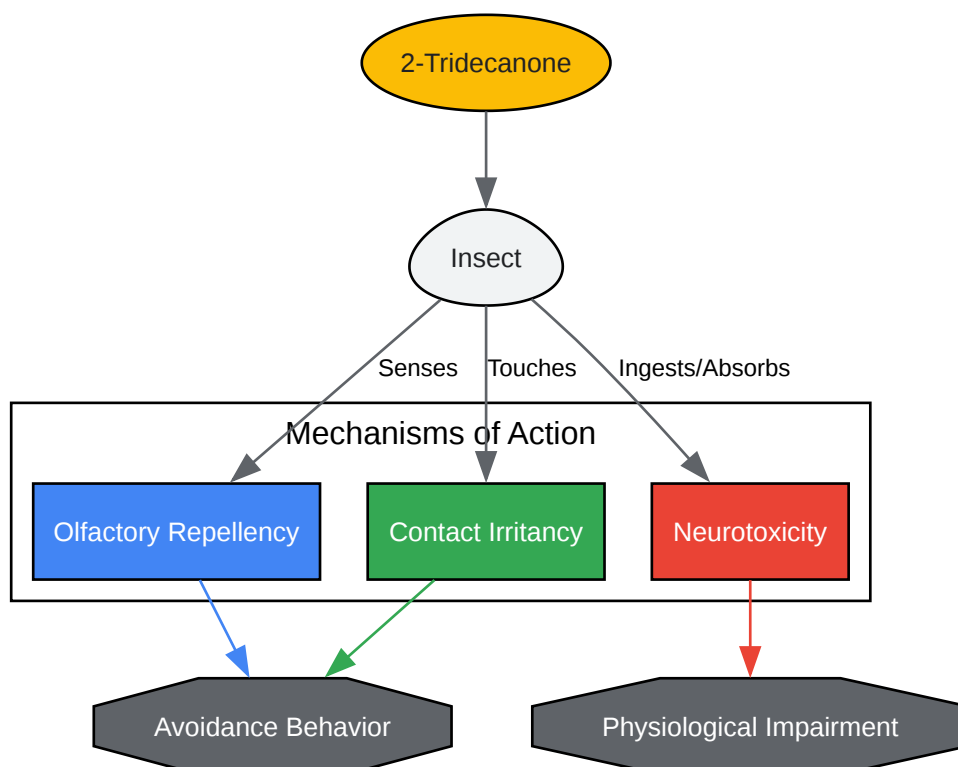 2-Tridecanone
Insect
Senses
Touches
Ingests/Absorbs
Mechanisms of Action
Olfactory Repellency
Contact Irritancy
Neurotoxicity
Avoidance Behavior
Physiological Impairment